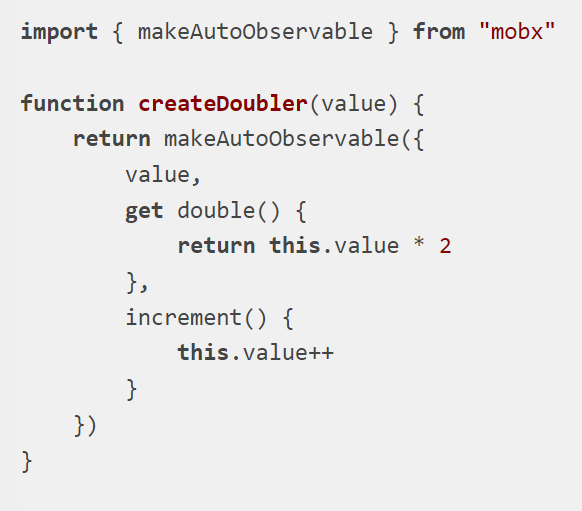 import { makeAutoObservable } from "mobx"

function createDoubler(value) {
    return makeAutoObservable({
        value,
        get double() {
            return this.value * 2
        },
        increment() {
            this.value++
        }
    })
}